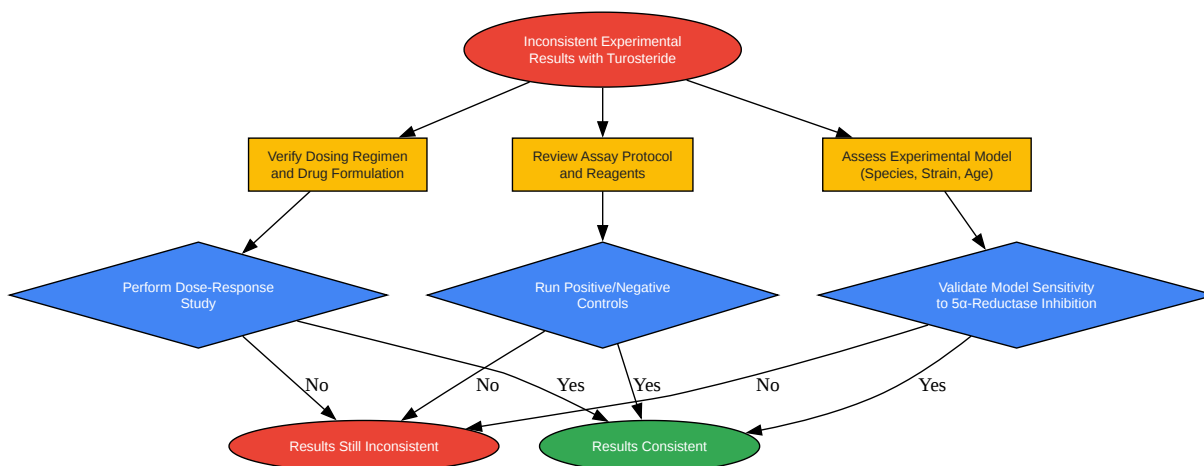 Inconsistent Experimental
Results with Turosteride
Verify Dosing Regimen
and Drug Formulation
Review Assay Protocol
and Reagents
Assess Experimental Model
(Species, Strain, Age)
Perform Dose-Response
Study
Run Positive/Negative
Controls
Validate Model Sensitivity
to 5α-Reductase Inhibition
No
No
Yes
Yes
No
Yes
Results Still Inconsistent
Results Consistent